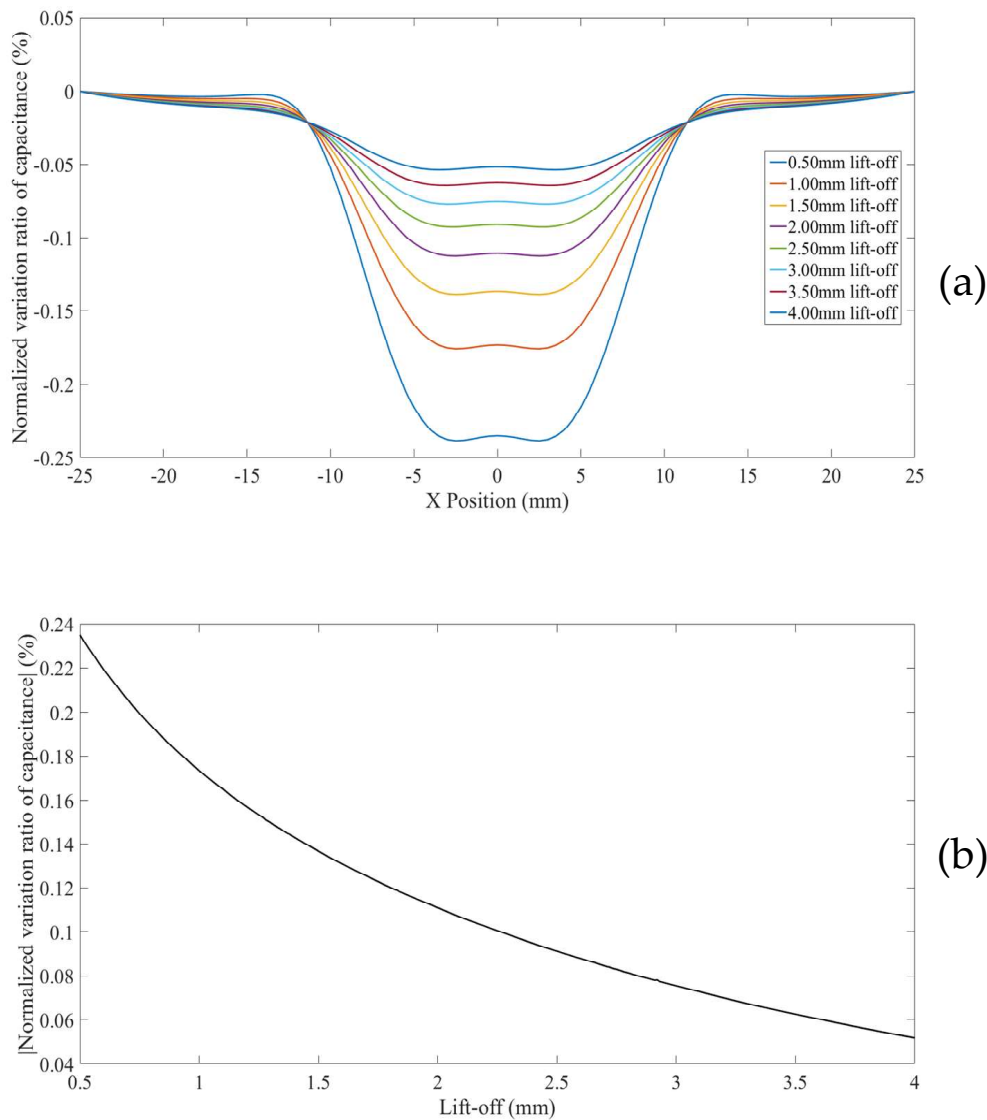 0.05
0
-0.05
-0.1
-0.15
-0.2
-0.25
Normalized variation ratio of capacitance (%)
-25 -20 -15 -10 -5 0 5 10 15 20 25
X Position (mm)
0.50mm lift-off
1.00mm lift-off
1.50mm lift-off
2.00mm lift-off
2.50mm lift-off
3.00mm lift-off
3.50mm lift-off
4.00mm lift-off
(a)
0.24
0.22
0.2
0.18
0.16
0.14
0.12
0.1
0.08
0.06
0.04
|Normalized variation ratio of capacitance| (%)
0.5 1 1.5 2 2.5 3 3.5 4
Lift-off (mm)
(b)